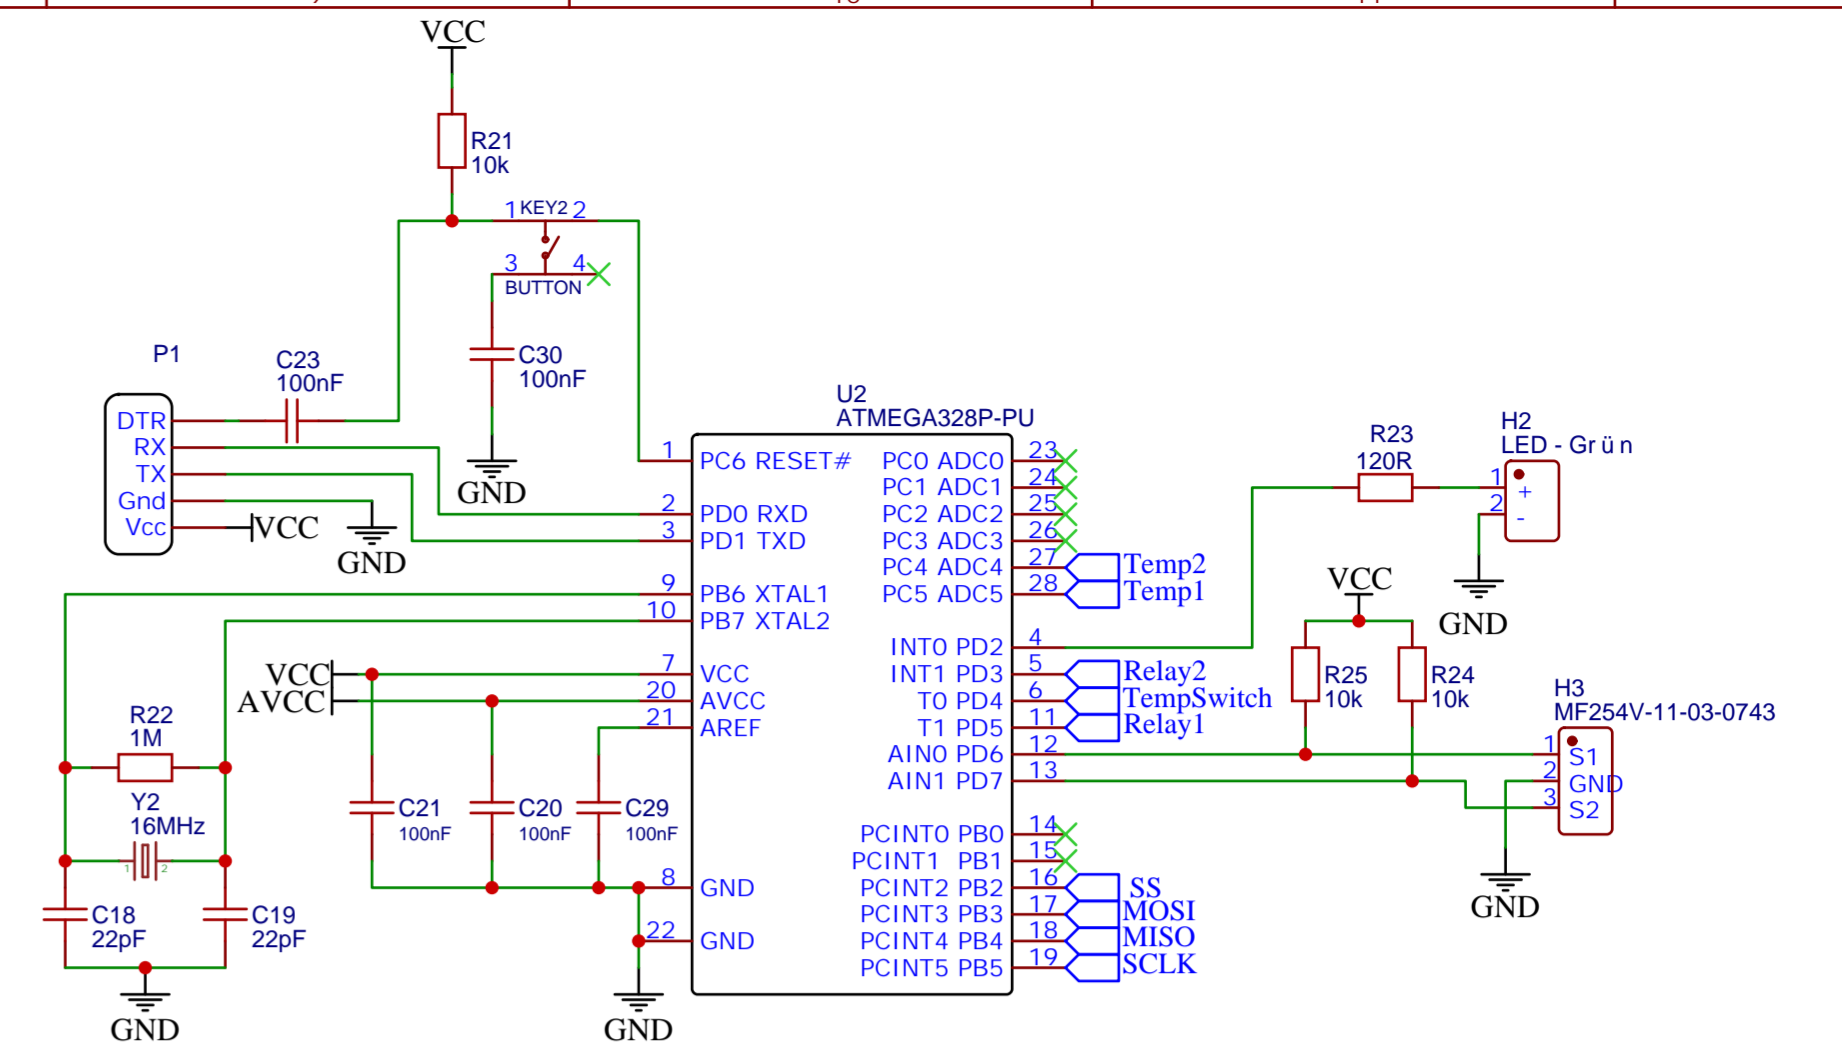 VCC
R21
10k
1 KEY2 2
3 4
BUTTON
P1
C23
100nF
C30
100nF
GND
DTR
RX
TX
Gnd
Vcc
VCC
GND
U2
ATMEGA328P-PU
1 PC6 RESET#
2 PD0 RXD
3 PD1 TXD
9 PB6 XTAL1
10 PB7 XTAL2
7 VCC
20 AVCC
21 AREF
8 GND
22 GND
PC0 ADC0 23
PC1 ADC1 24
PC2 ADC2 25
PC3 ADC3 26
PC4 ADC4 27 Temp2
PC5 ADC5 28 Temp1
INT0 PD2 4
INT1 PD3 5 Relay2
T0 PD4 6 TempSwitch
T1 PD5 11 Relay1
AIN0 PD6 12
AIN1 PD7 13
PCINT0 PB0 14
PCINT1 PB1 15
PCINT2 PB2 16 SS
PCINT3 PB3 17 MOSI
PCINT4 PB4 18 MISO
PCINT5 PB5 19 SCLK
VCC
AVCC
R22
1M
Y2
16MHz
1 2
C18
22pF
C19
22pF
GND
C21
100nF
C20
100nF
C29
100nF
GND
R23
120R
H2
LED - Grün
1 +
2 -
GND
VCC
R25
10k
R24
10k
H3
MF254V-11-03-0743
1 S1
2 GND
3 S2
GND